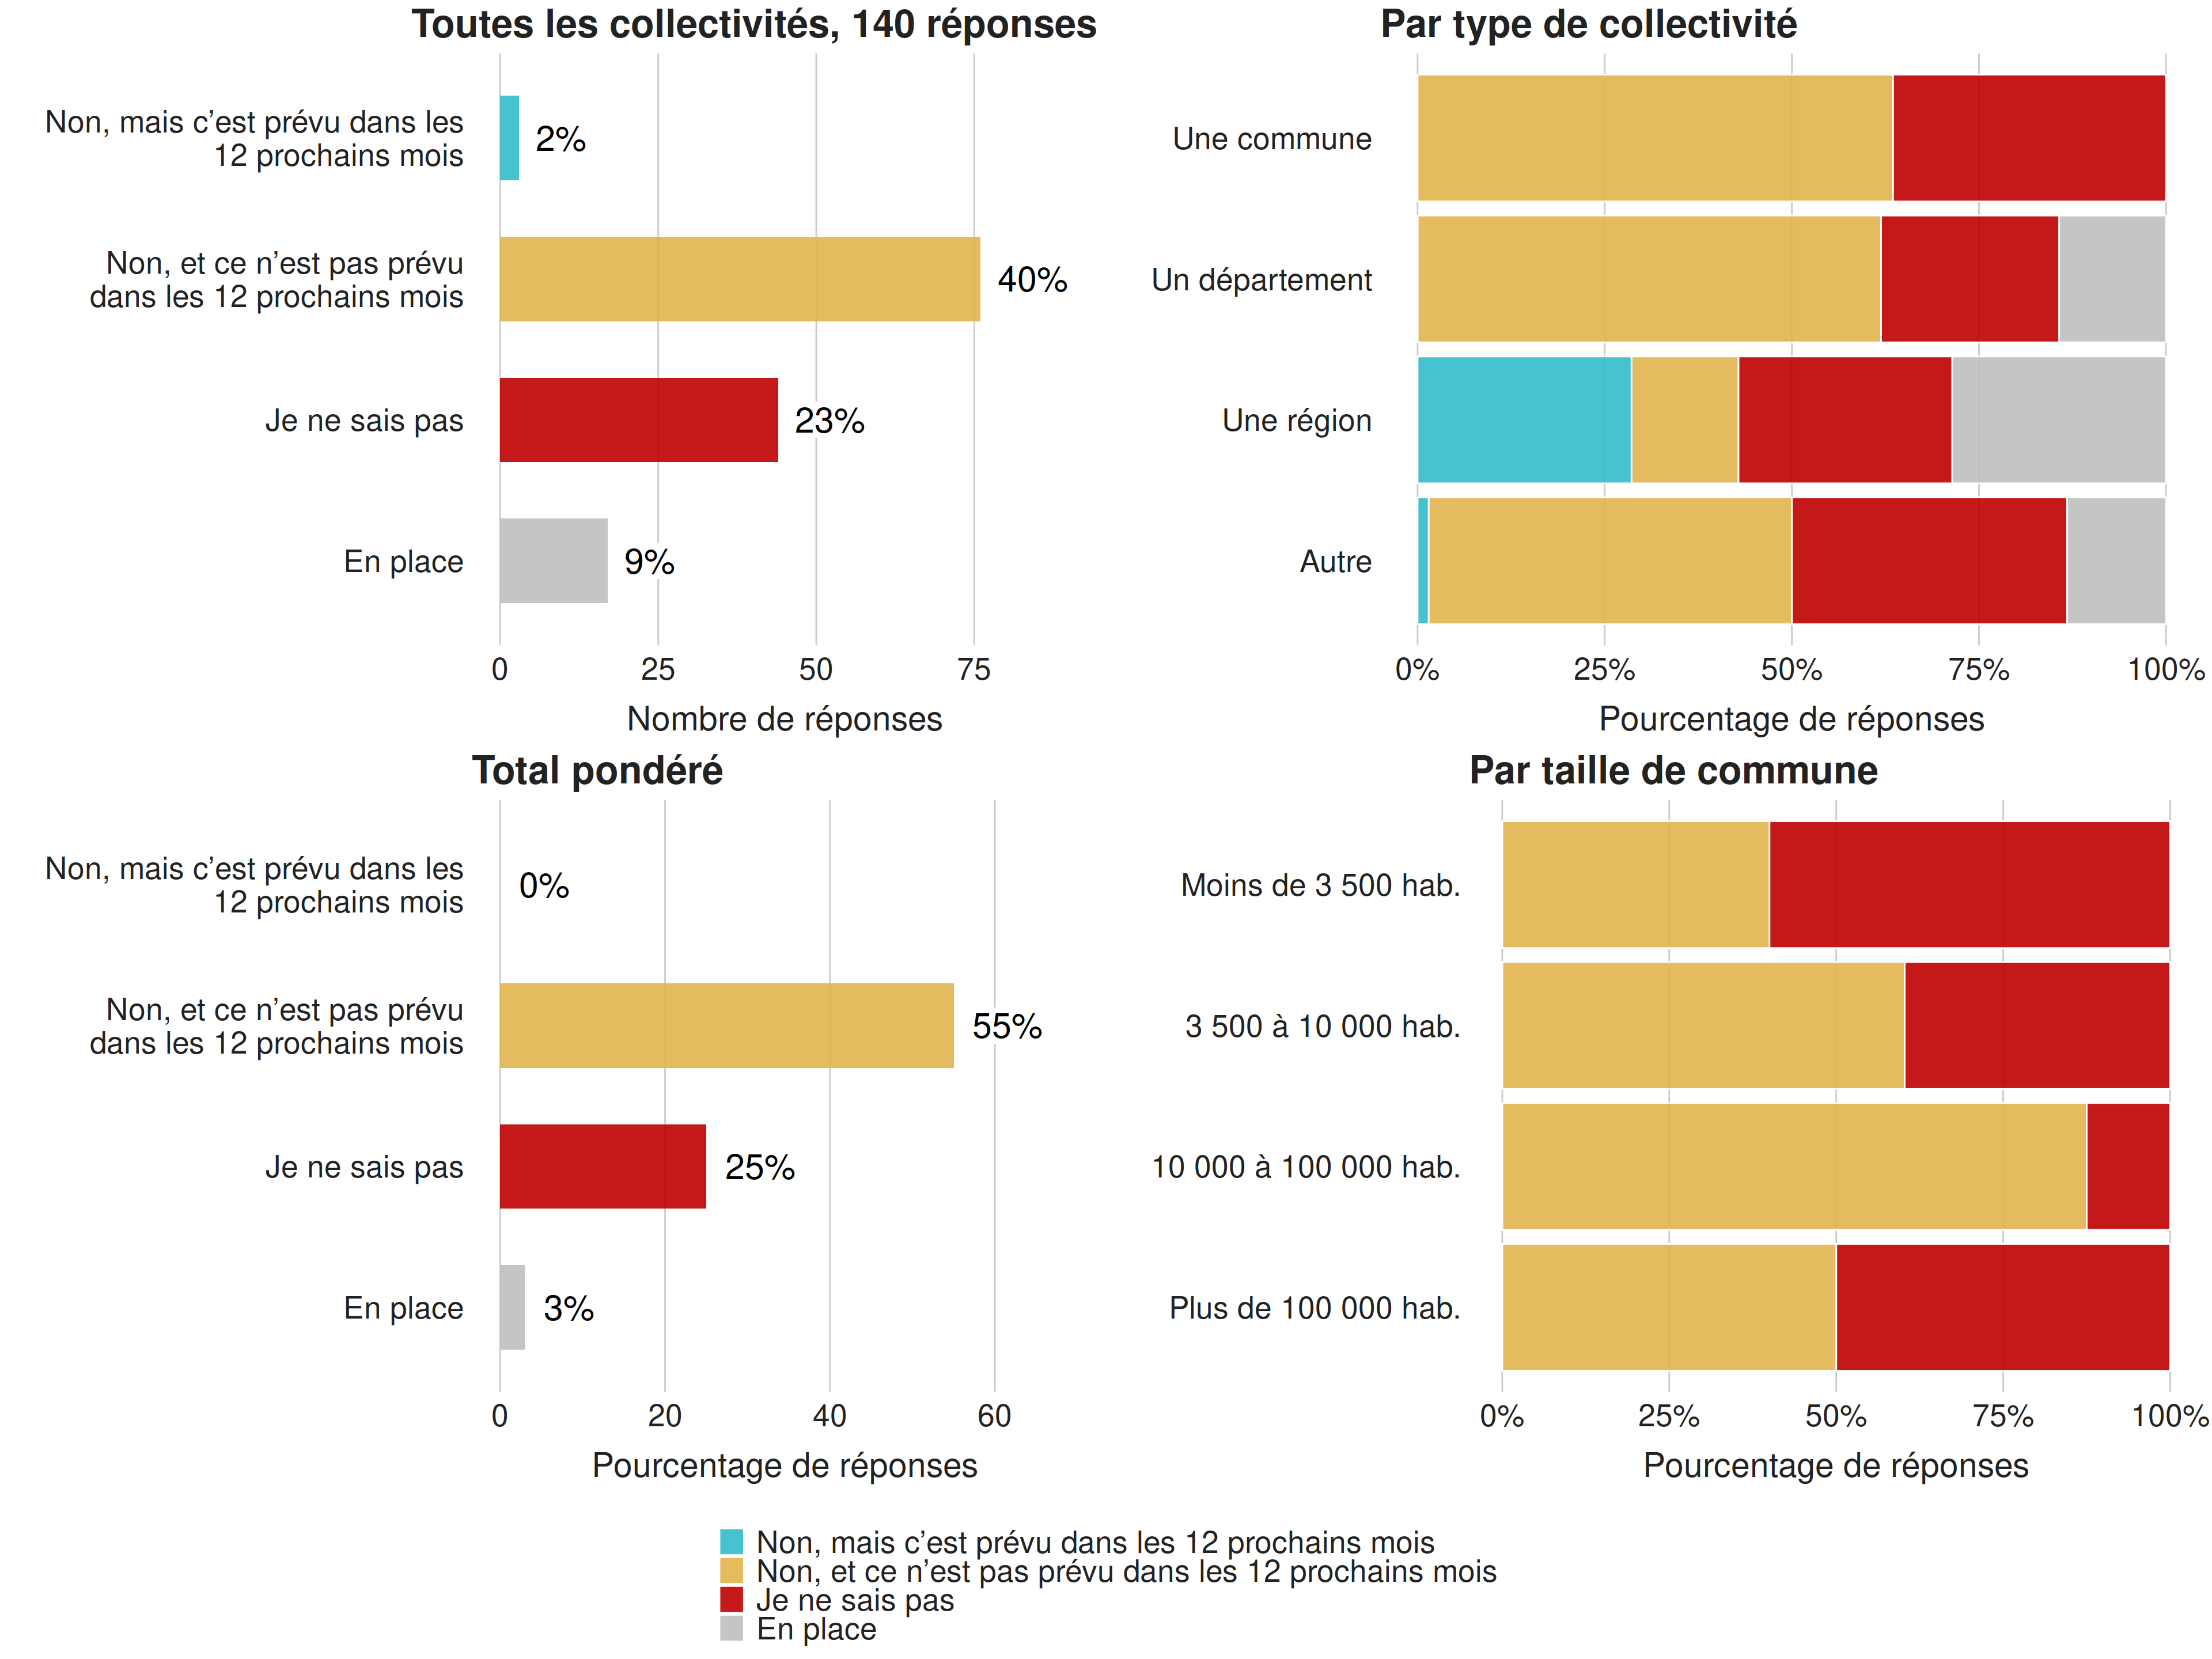 Toutes les collectivités, 140 réponses
Non, mais c’est prévu dans les
12 prochains mois
2%
Non, et ce n’est pas prévu
dans les 12 prochains mois
40%
Je ne sais pas
23%
En place
9%
0 25 50 75
Nombre de réponses
Par type de collectivité
Une commune
Un département
Une région
Autre
0% 25% 50% 75% 100%
Pourcentage de réponses
Total pondéré
Non, mais c’est prévu dans les
12 prochains mois
0%
Non, et ce n’est pas prévu
dans les 12 prochains mois
55%
Je ne sais pas
25%
En place
3%
0 20 40 60
Pourcentage de réponses
Par taille de commune
Moins de 3 500 hab.
3 500 à 10 000 hab.
10 000 à 100 000 hab.
Plus de 100 000 hab.
0% 25% 50% 75% 100%
Pourcentage de réponses
Non, mais c’est prévu dans les 12 prochains mois
Non, et ce n’est pas prévu dans les 12 prochains mois
Je ne sais pas
En place